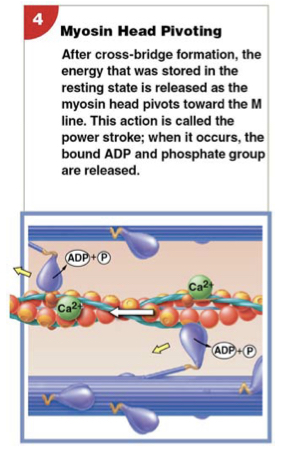 4
Myosin Head Pivoting
After cross-bridge formation, the
energy that was stored in the
resting state is released as the
myosin head pivots toward the M
line. This action is called the
power stroke; when it occurs, the
bound ADP and phosphate group
are released.
ADP+P
Ca2+
Ca2+
ADP+P